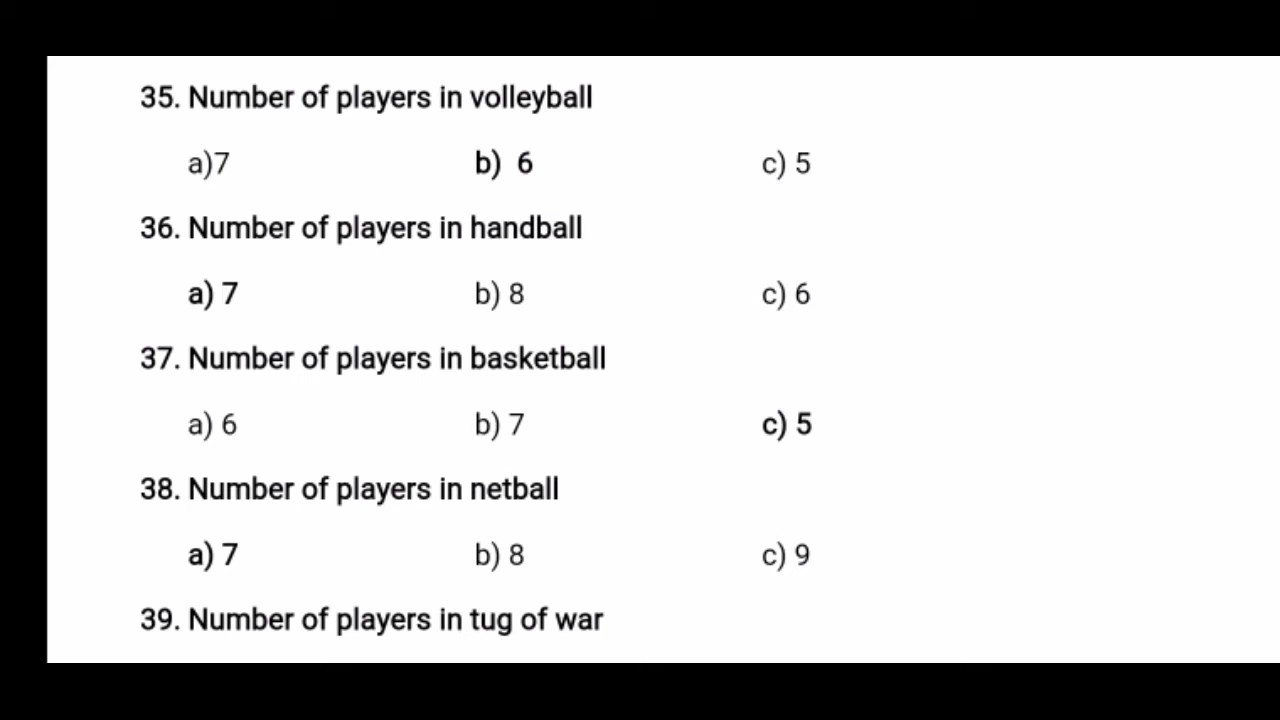 35. Number of players in volleyball
a)7 b) 6 c) 5
36. Number of players in handball
a) 7 b) 8 c) 6
37. Number of players in basketball
a) 6 b) 7 c) 5
38. Number of players in netball
a) 7 b) 8 c) 9
39. Number of players in tug of war